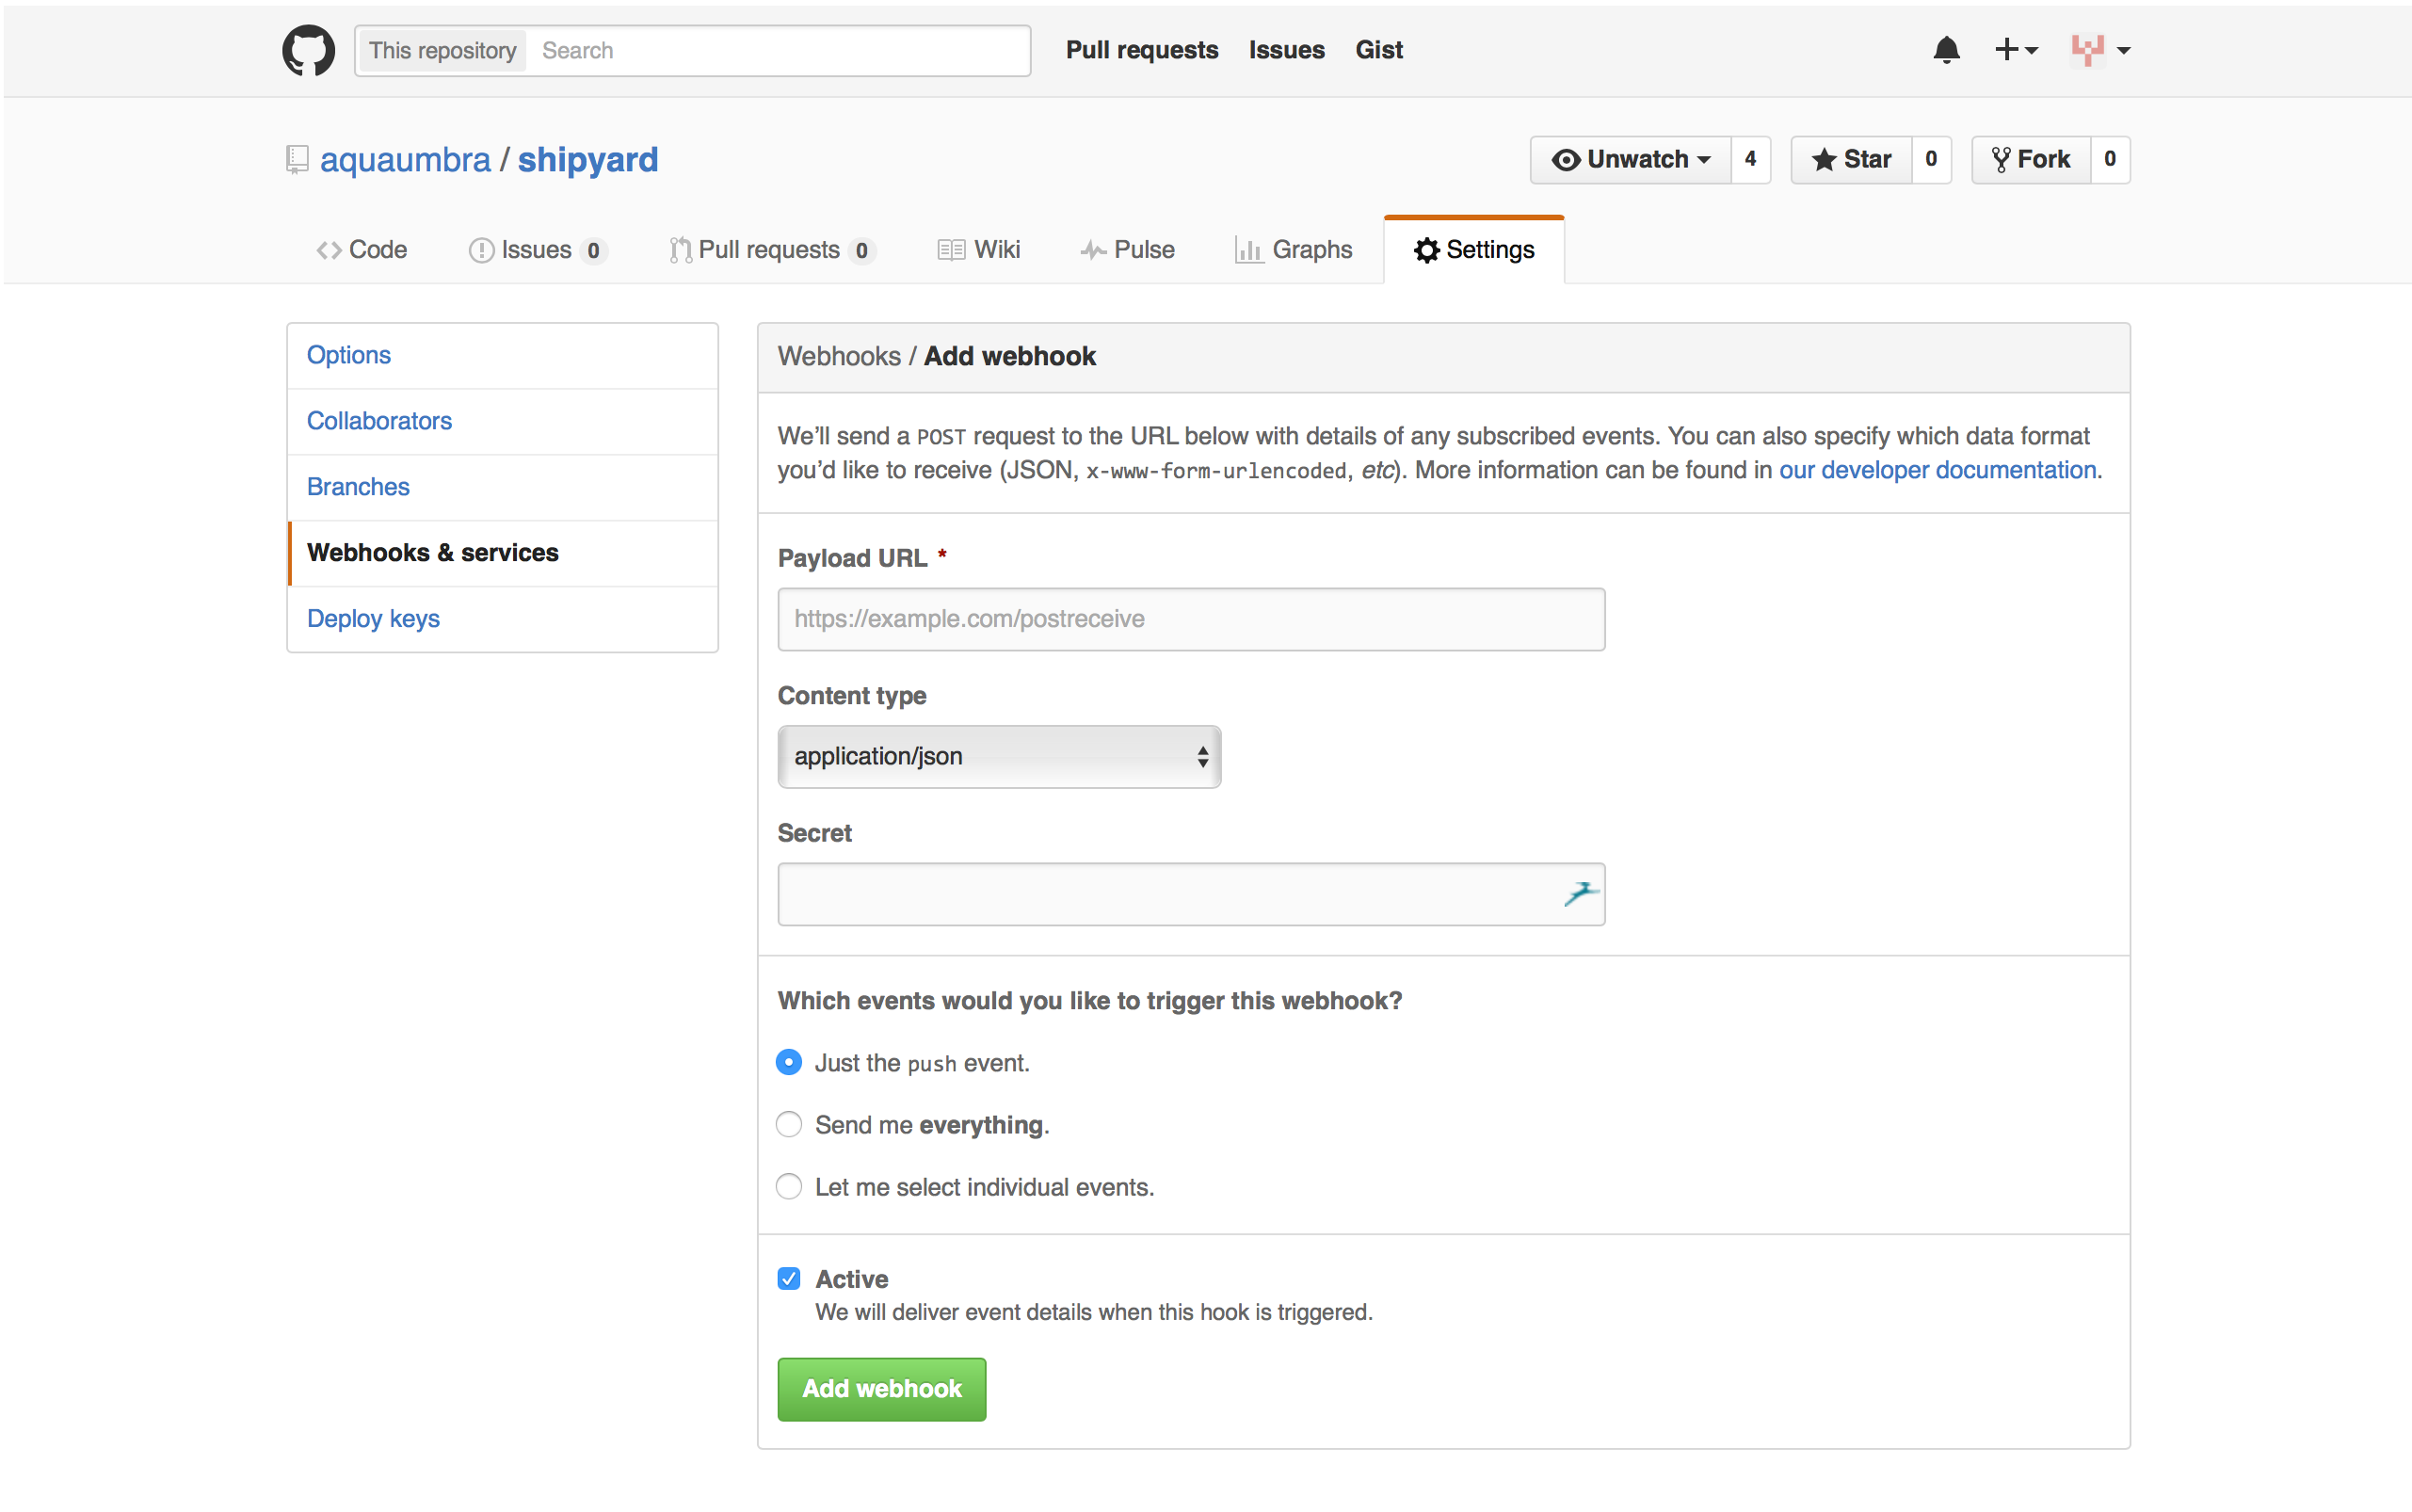 This repository Search Pull requests Issues Gist
aquaumbra / shipyard Unwatch 4 Star 0 Fork 0
Code Issues 0 Pull requests 0 Wiki Pulse Graphs Settings
Options
Collaborators
Branches
Webhooks & services
Deploy keys
Webhooks / Add webhook
We’ll send a POST request to the URL below with details of any subscribed events. You can also specify which data format
you’d like to receive (JSON, x-www-form-urlencoded, etc). More information can be found in our developer documentation.
Payload URL *
https://example.com/postreceive
Content type
application/json
Secret
Which events would you like to trigger this webhook?
Just the push event.
Send me everything.
Let me select individual events.
Active
We will deliver event details when this hook is triggered.
Add webhook